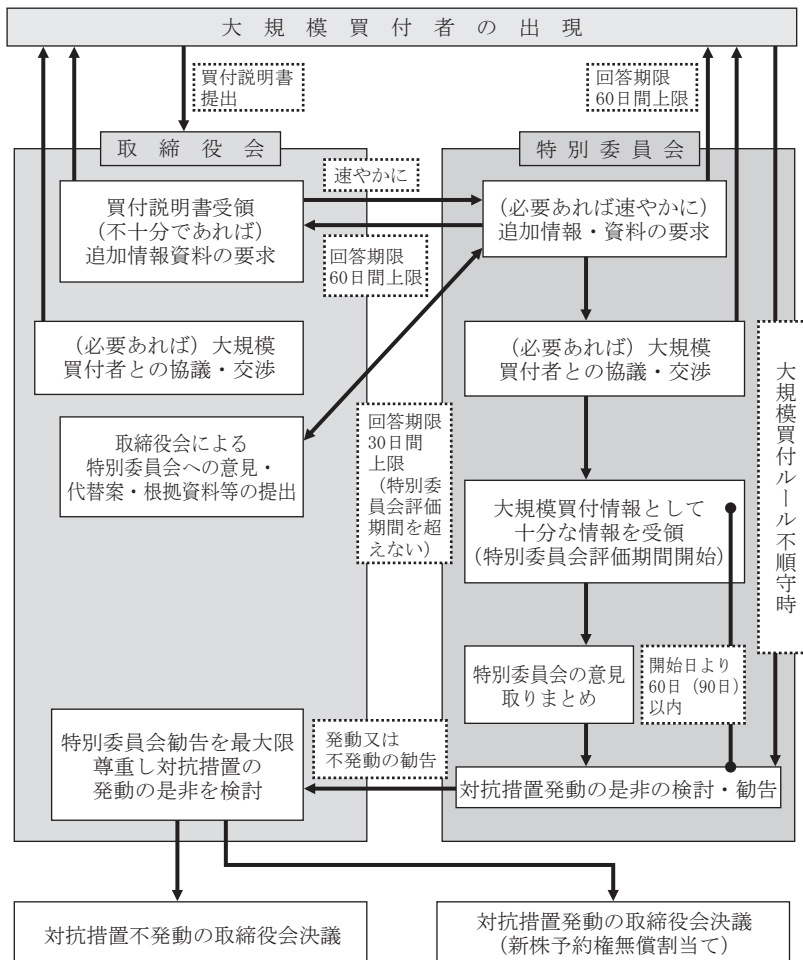 大規模買付者の出現
買付説明書
提出
回答期限
60日間上限
取締役会
特別委員会
速やかに
買付説明書受領
(不十分であれば)
追加情報資料の要求
(必要あれば速やかに)
追加情報・資料の要求
回答期限
60日間上限
(必要あれば)大規模
買付者との協議・交渉
(必要あれば)大規模
買付者との協議・交渉
大規模買付ルール不順守時
取締役会による
特別委員会への意見・
代替案・根拠資料等の提出
回答期限
30日間
上限
(特別委
員会評価
期間を超
えない)
大規模買付情報として
十分な情報を受領
(特別委員会評価期間開始)
特別委員会の意見
取りまとめ
開始日より
60日(90日)
以内
特別委員会勧告を最大限
尊重し対抗措置の
発動の是非を検討
発動又は
不発動の勧告
対抗措置発動の是非の検討・勧告
対抗措置不発動の取締役会決議
対抗措置発動の取締役会決議
(新株予約権無償割当て)